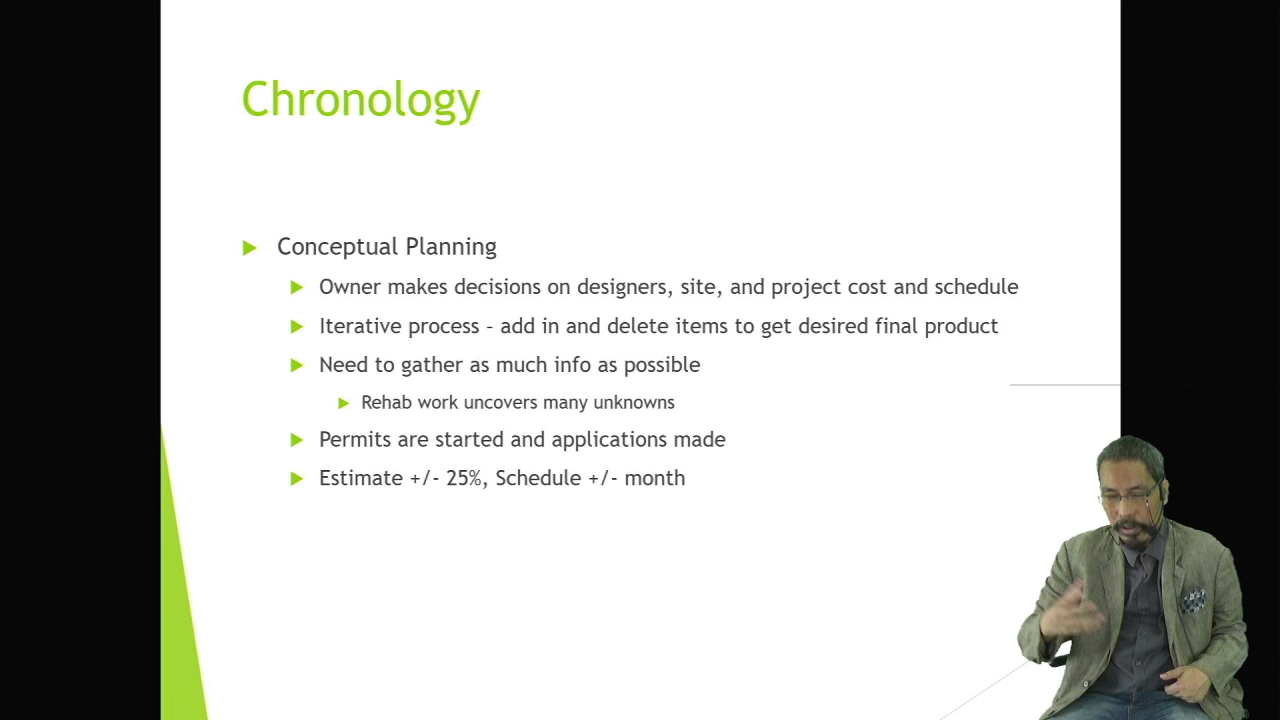 Chronology
Conceptual Planning
Owner makes decisions on designers, site, and project cost and schedule
Iterative process – add in and delete items to get desired final product
Need to gather as much info as possible
Rehab work uncovers many unknowns
Permits are started and applications made
Estimate +/- 25%, Schedule +/- month